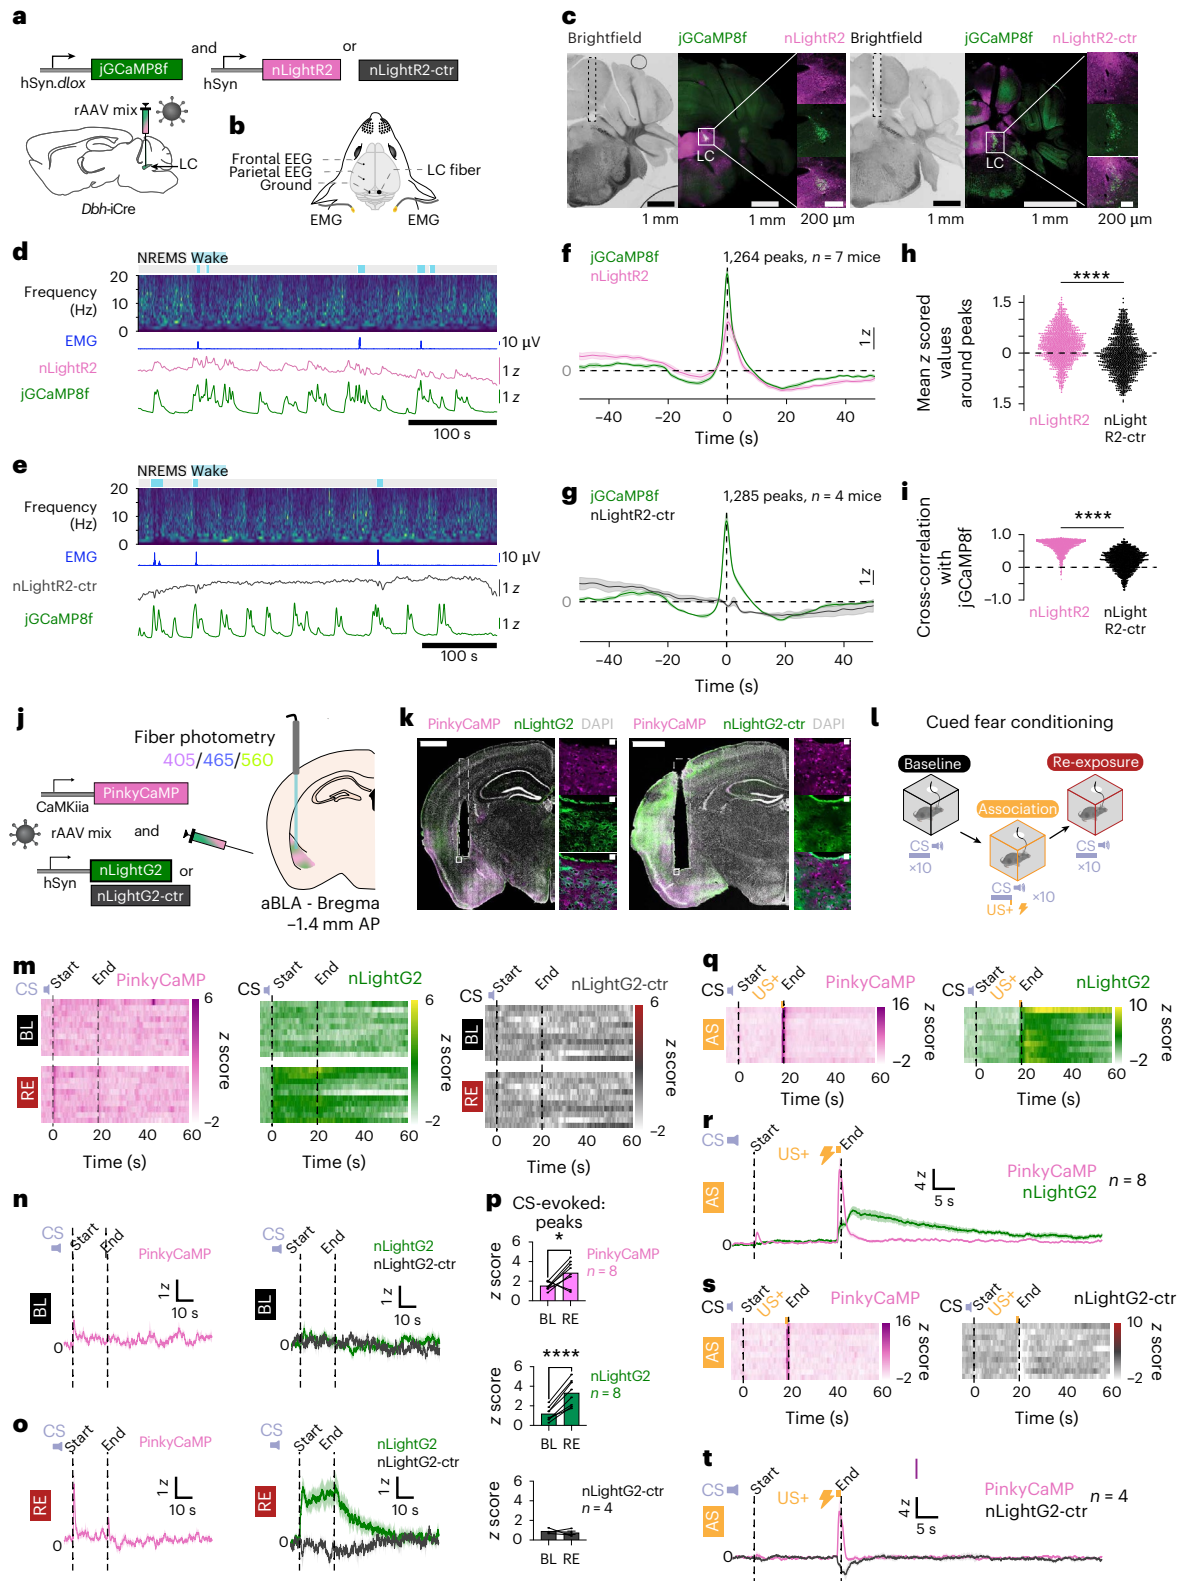 a
and
or
jGCaMP8f
nLightR2
nLightR2-ctr
hSyn.dlox
hSyn
rAAV mix
LC
Dbh-iCre
b
Frontal EEG
Parietal EEG
Ground
LC fiber
EMG
EMG
c
Brightfield
jGCaMP8f
nLightR2
Brightfield
jGCaMP8f
nLightR2-ctr
LC
LC
1 mm
1 mm
200 µm
1 mm
1 mm
200 µm
d
NREMS Wake
20
10
0
Frequency
(Hz)
EMG
10 µV
nLightR2
1 z
jGCaMP8f
1 z
100 s
e
NREMS Wake
20
10
0
Frequency
(Hz)
EMG
10 µV
nLightR2-ctr
1 z
jGCaMP8f
1 z
100 s
f
jGCaMP8f
nLightR2
1,264 peaks, n = 7 mice
1 z
0
−40 −20 0 20 40
Time (s)
g
jGCaMP8f
nLightR2-ctr
1,285 peaks, n = 4 mice
1 z
0
−40 −20 0 20 40
Time (s)
h
****
Mean z scored
values
around peaks
1.5
0
1.5
nLightR2
nLight
R2-ctr
i
****
Cross-correlation
with
jGCaMP8f
1.0
0
−1.0
nLightR2
nLight
R2-ctr
j
Fiber photometry
405/465/560
PinkyCaMP
CaMKiia
rAAV mix
and
nLightG2
or
hSyn
nLightG2-ctr
aBLA - Bregma
−1.4 mm AP
k
PinkyCaMP nLightG2 DAPI
PinkyCaMP nLightG2-ctr DAPI
l
Cued fear conditioning
Baseline
Re-exposure
Association
CS
×10
CS
×10
CS
×10
US+
m
CS
Start
End
PinkyCaMP
BL
RE
6
−2
z score
0 20 40 60
Time (s)
CS
Start
End
nLightG2
6
−2
z score
0 20 40 60
Time (s)
CS
Start
End
nLightG2-ctr
BL
RE
6
−2
z score
0 20 40 60
Time (s)
n
CS
Start
End
PinkyCaMP
1 z
10 s
BL
0
CS
Start
End
nLightG2
nLightG2-ctr
1 z
10 s
BL
0
o
CS
Start
End
PinkyCaMP
1 z
10 s
RE
0
CS
Start
End
nLightG2
nLightG2-ctr
1 z
10 s
RE
0
p
CS-evoked:
peaks
*
6
4
2
0
z score
PinkyCaMP
n = 8
BL RE
****
6
4
2
0
z score
nLightG2
n = 8
BL RE
6
4
2
0
z score
nLightG2-ctr
n = 4
BL RE
q
CS
Start
US+
End
PinkyCaMP
AS
16
−2
z score
0 20 40 60
Time (s)
CS
Start
US+
End
nLightG2
10
−2
z score
0 20 40 60
Time (s)
r
CS
Start
US+
End
AS
4 z
5 s
PinkyCaMP
nLightG2
n = 8
0
s
CS
Start
US+
End
PinkyCaMP
AS
16
−2
z score
0 20 40 60
Time (s)
CS
Start
US+
End
nLightG2-ctr
10
−2
z score
0 20 40 60
Time (s)
t
CS
Start
US+
End
AS
4 z
5 s
PinkyCaMP
nLightG2-ctr
n = 4
0